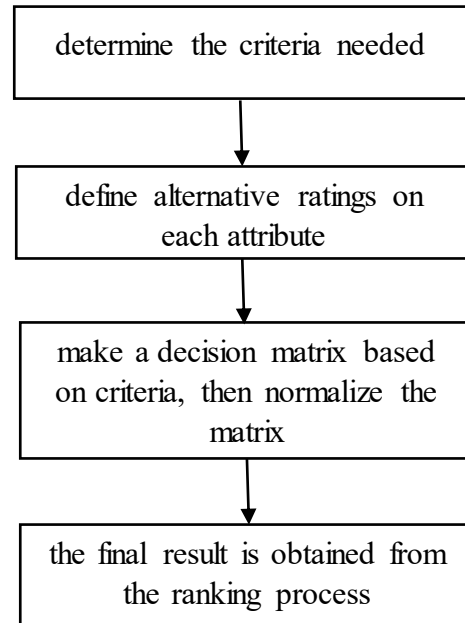 determine the criteria needed
define alternative ratings on
each attribute
make a decision matrix based
on criteria, then normalize the
matrix
the final result is obtained from
the ranking process